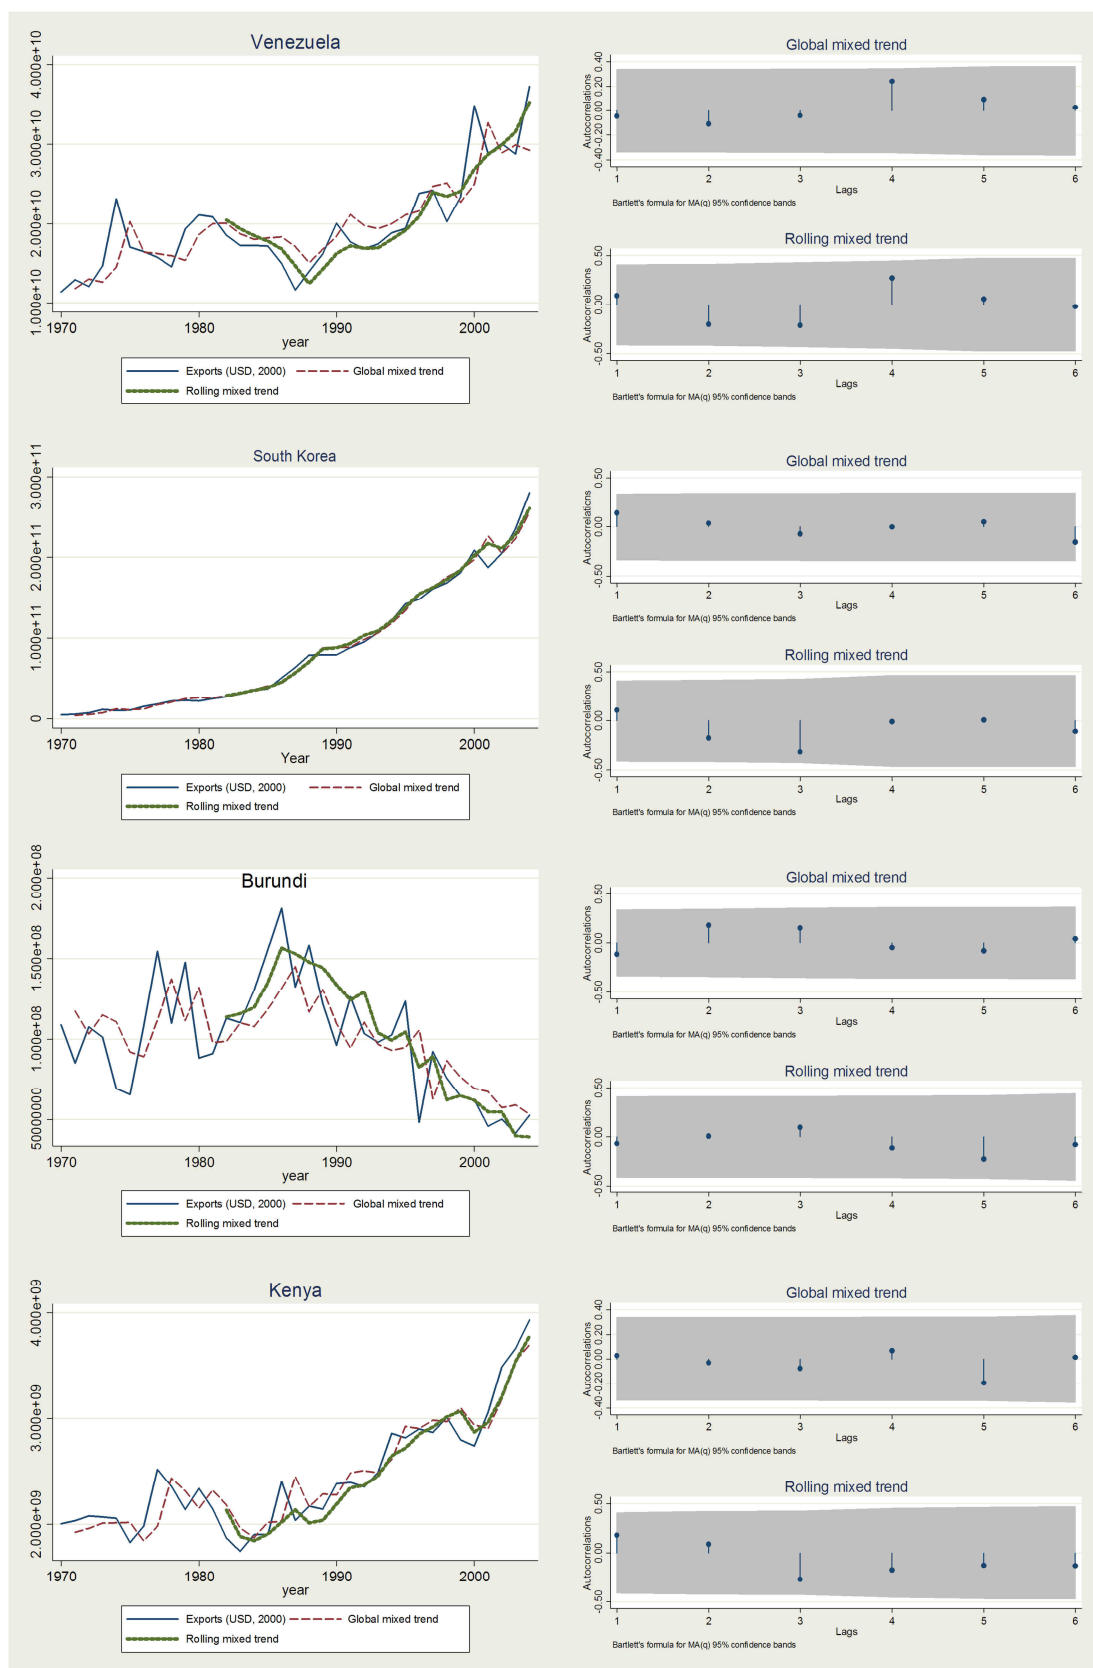 Venezuela
4.000e+10
3.000e+10
2.000e+10
1.000e+10
1970 1980 1990 2000
year
Exports (USD, 2000) Global mixed trend
Rolling mixed trend
Global mixed trend
Autocorrelations
-0.40 -0.20 0.00 0.20 0.40
1 2 3 4 5 6
Lags
Bartlett's formula for MA(q) 95% confidence bands
Rolling mixed trend
Autocorrelations
-0.50 0.00 0.50
1 2 3 4 5 6
Lags
Bartlett's formula for MA(q) 95% confidence bands
South Korea
3.000e+11
2.000e+11
1.000e+11
0
1970 1980 1990 2000
Year
Exports (USD, 2000) Global mixed trend
Rolling mixed trend
Global mixed trend
Autocorrelations
-0.50 0.00 0.50
1 2 3 4 5 6
Lags
Bartlett's formula for MA(q) 95% confidence bands
Rolling mixed trend
Autocorrelations
-0.50 0.00 0.50
1 2 3 4 5 6
Lags
Bartlett's formula for MA(q) 95% confidence bands
Burundi
2.000e+08
1.500e+08
1.000e+08
50000000
1970 1980 1990 2000
year
Exports (USD, 2000) Global mixed trend
Rolling mixed trend
Global mixed trend
Autocorrelations
-0.50 0.00 0.50
1 2 3 4 5 6
Lags
Bartlett's formula for MA(q) 95% confidence bands
Rolling mixed trend
Autocorrelations
-0.50 0.00 0.50
1 2 3 4 5 6
Lags
Bartlett's formula for MA(q) 95% confidence bands
Kenya
4.000e+09
3.000e+09
2.000e+09
1970 1980 1990 2000
year
Exports (USD, 2000) Global mixed trend
Rolling mixed trend
Global mixed trend
Autocorrelations
-0.40 -0.20 0.00 0.20 0.40
1 2 3 4 5 6
Lags
Bartlett's formula for MA(q) 95% confidence bands
Rolling mixed trend
Autocorrelations
-0.50 0.00 0.50
1 2 3 4 5 6
Lags
Bartlett's formula for MA(q) 95% confidence bands